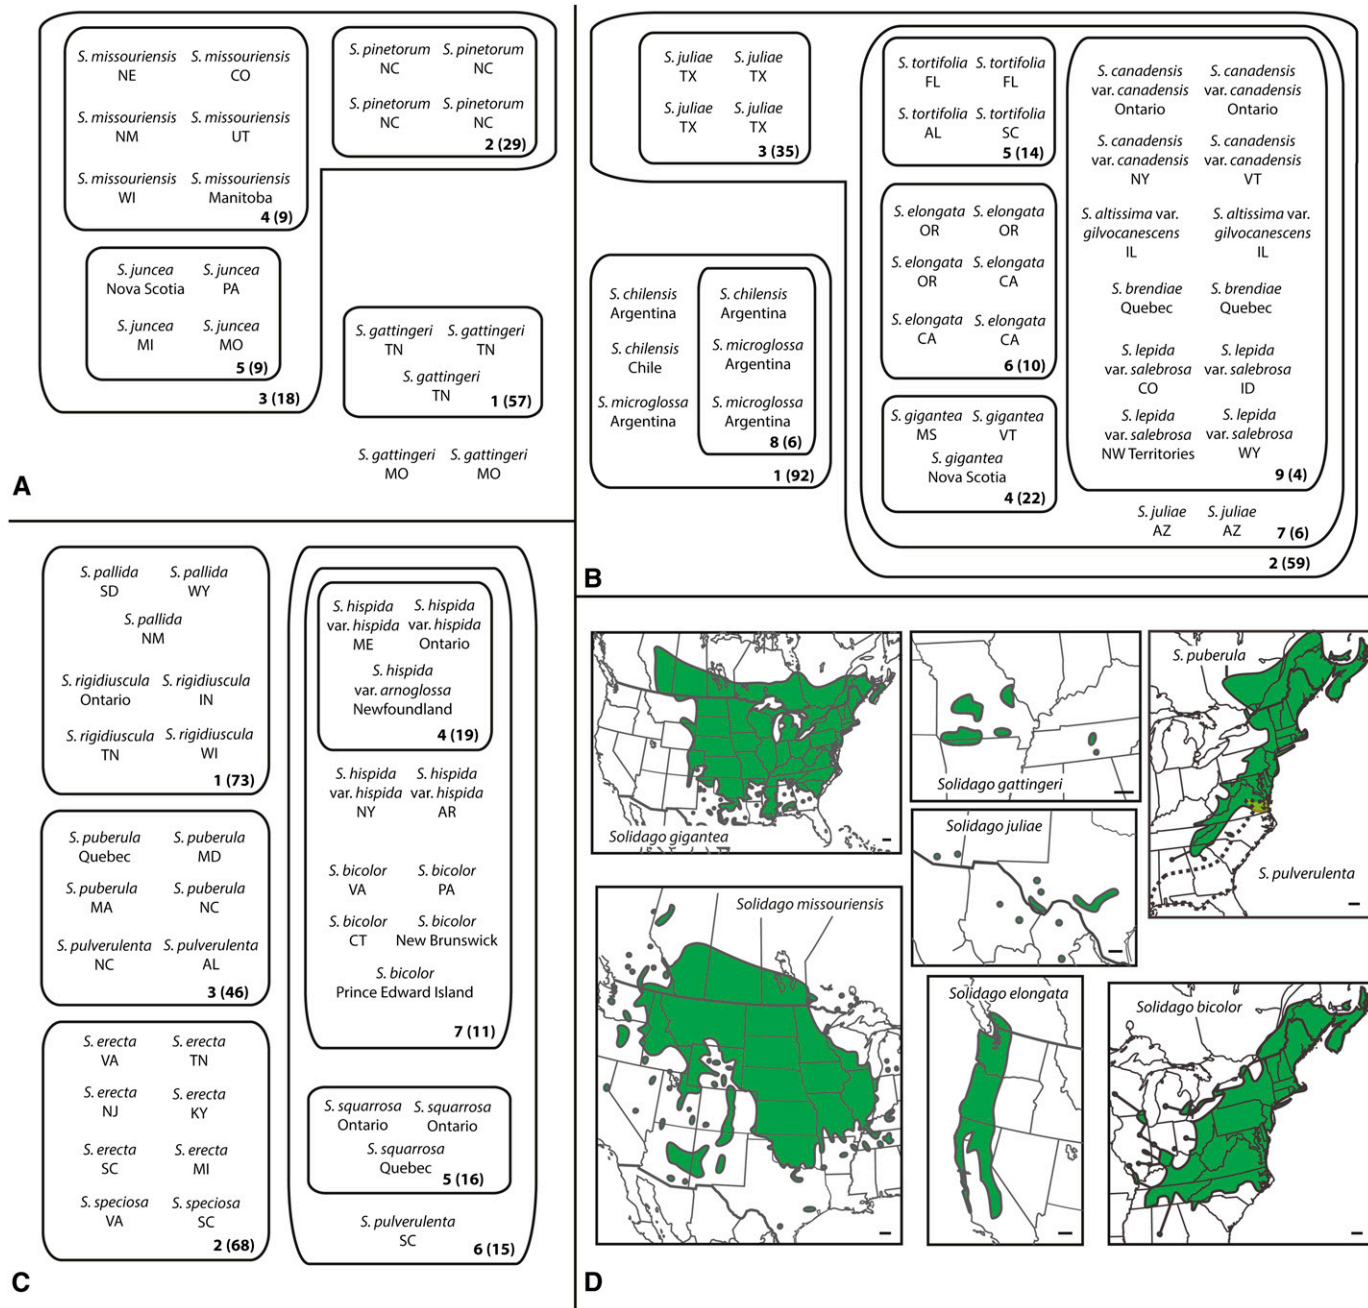 S. missouriensis S. missouriensis
NE CO
S. missouriensis S. missouriensis
NM UT
S. missouriensis S. missouriensis
WI Manitoba
4 (9)
S. juncea S. juncea
Nova Scotia PA
S. juncea S. juncea
MI MO
5 (9)
3 (18)
S. pinetorum S. pinetorum
NC NC
S. pinetorum S. pinetorum
NC NC
2 (29)
S. gattingeri S. gattingeri
TN TN
S. gattingeri
TN
1 (57)
S. gattingeri S. gattingeri
MO MO
A
S. juliae S. juliae
TX TX
S. juliae S. juliae
TX TX
3 (35)
S. chilensis S. chilensis
Argentina Argentina
S. chilensis S. microglossa
Chile Argentina
S. microglossa S. microglossa
Argentina Argentina
8 (6)
1 (92)
S. tortifolia S. tortifolia
FL FL
S. tortifolia S. tortifolia
AL SC
5 (14)
S. elongata S. elongata
OR OR
S. elongata S. elongata
OR CA
S. elongata S. elongata
CA CA
6 (10)
S. gigantea S. gigantea
MS VT
S. gigantea
Nova Scotia
4 (22)
S. canadensis S. canadensis
var. canadensis var. canadensis
Ontario Ontario
S. canadensis S. canadensis
var. canadensis var. canadensis
NY VT
S. altissima var. S. altissima var.
gilvocanescens gilvocanescens
IL IL
S. brendiae S. brendiae
Quebec Quebec
S. lepida S. lepida
var. salebrosa var. salebrosa
CO ID
S. lepida S. lepida
var. salebrosa var. salebrosa
NW Territories WY
9 (4)
S. juliae S. juliae
AZ AZ
7 (6)
2 (59)
B
S. pallida S. pallida
SD WY
S. pallida
NM
S. rigidiuscula S. rigidiuscula
Ontario IN
S. rigidiuscula S. rigidiuscula
TN WI
1 (73)
S. puberula S. puberula
Quebec MD
S. puberula S. puberula
MA NC
S. pulverulenta S. pulverulenta
NC AL
3 (46)
S. erecta S. erecta
VA TN
S. erecta S. erecta
NJ KY
S. erecta S. erecta
SC MI
S. speciosa S. speciosa
VA SC
2 (68)
S. hispida S. hispida
var. hispida var. hispida
ME Ontario
S. hispida
var. arnoglossa
Newfoundland
4 (19)
S. hispida S. hispida
var. hispida var. hispida
NY AR
S. bicolor S. bicolor
VA PA
S. bicolor S. bicolor
CT New Brunswick
S. bicolor
Prince Edward Island
7 (11)
S. squarrosa S. squarrosa
Ontario Ontario
S. squarrosa
Quebec
5 (16)
S. pulverulenta
SC
6 (15)
C
Solidago gigantea
Solidago gattingeri
S. puberula
S. pulverulenta
Solidago juliae
Solidago missouriensis
Solidago elongata
Solidago bicolor
D